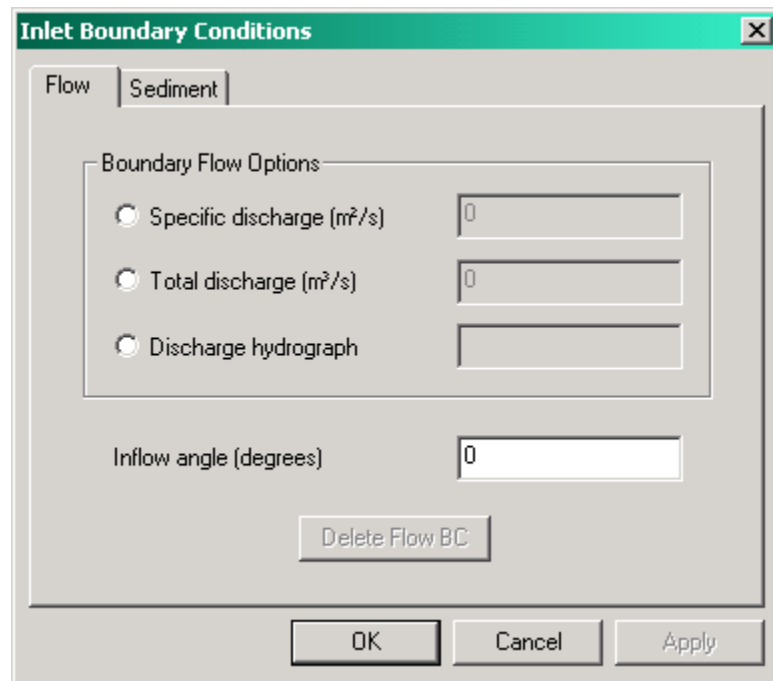 Inlet Boundary Conditions
Flow Sediment
Boundary Flow Options
Specific discharge (m²/s) 0
Total discharge (m³/s) 0
Discharge hydrograph
Inflow angle (degrees) 0
Delete Flow BC
OK Cancel Apply